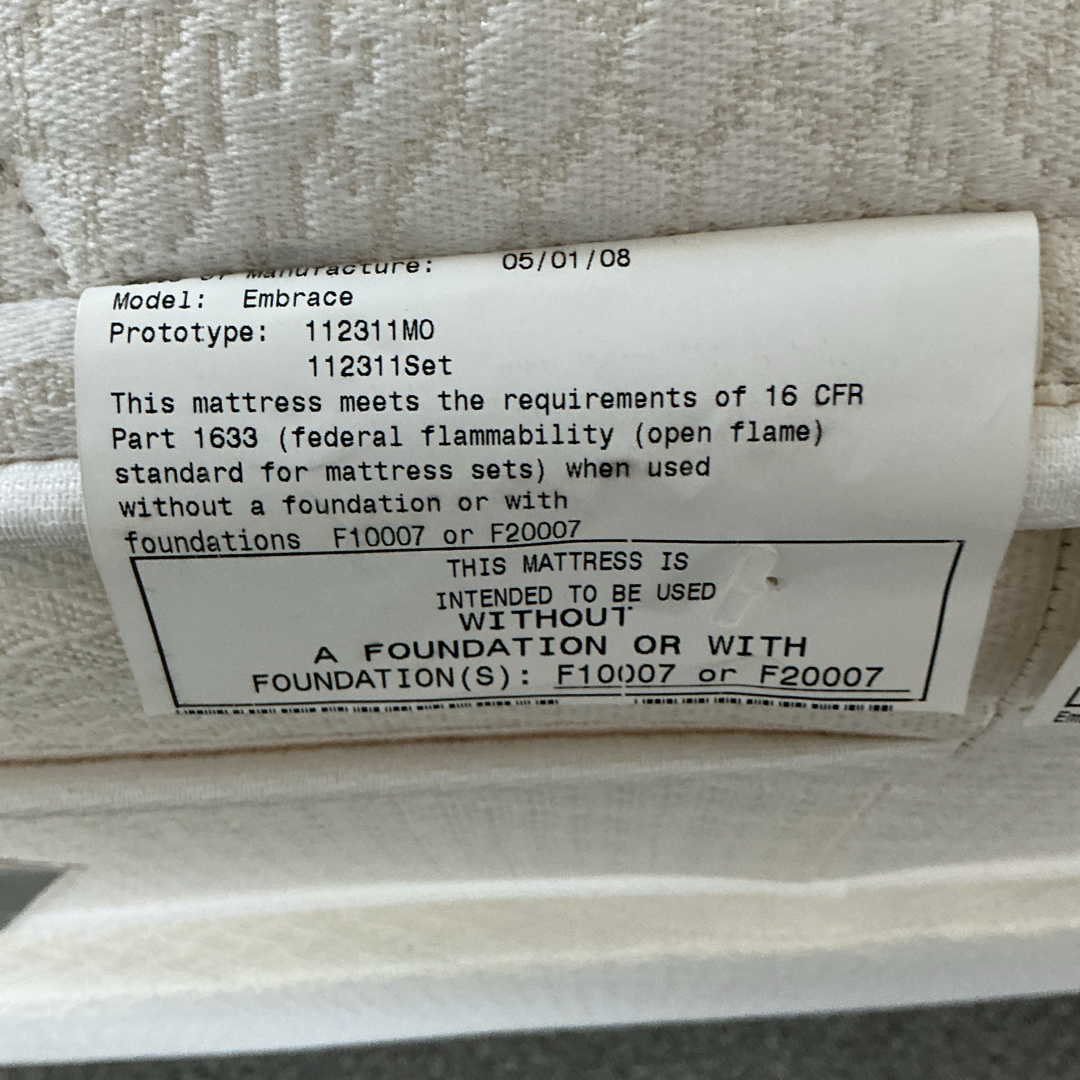 Manufacture: 05/01/08
Model: Embrace
Prototype: 112311MO
112311Set
This mattress meets the requirements of 16 CFR
Part 1633 (federal flammability (open flame)
standard for mattress sets) when used
without a foundation or with
foundations F10007 or F20007
THIS MATTRESS IS
INTENDED TO BE USED
WITHOUT
A FOUNDATION OR WITH
FOUNDATION(S): F10007 or F20007